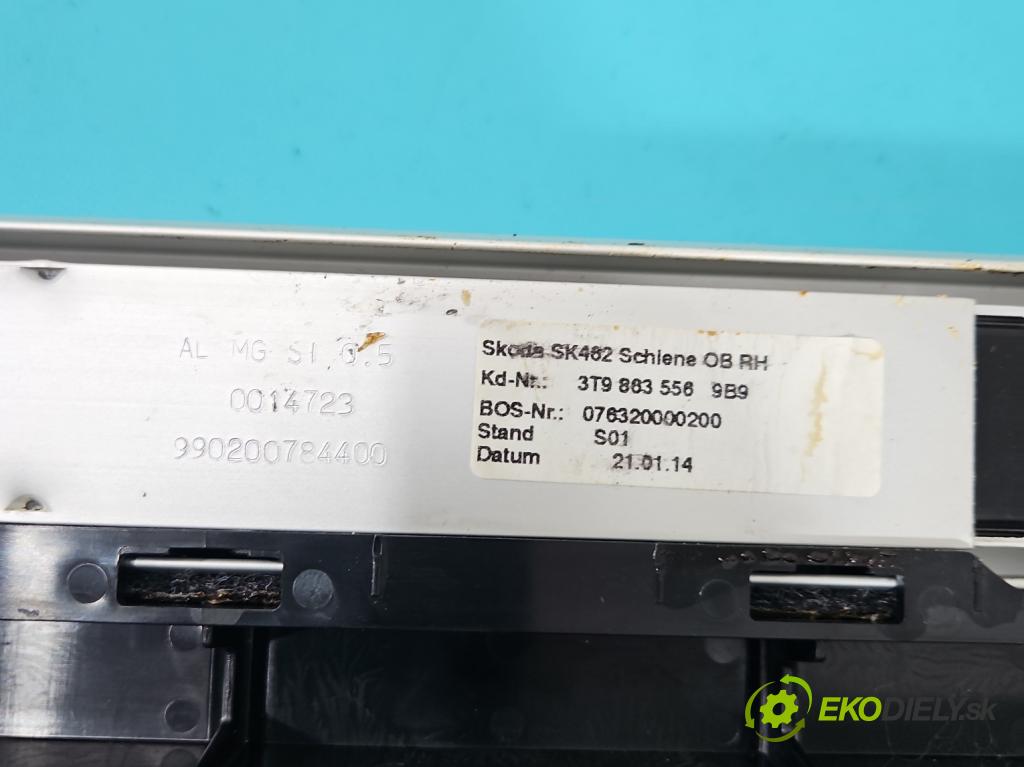 AL MG SI 0.5
0014723
990200784400
Skoda SK462 Schiene OB RH
Kd-Nr.: 3T9 863 556 9B9
BOS-Nr.: 076320000200
Stand S01
Datum 21.01.14
EKODIELY.sk